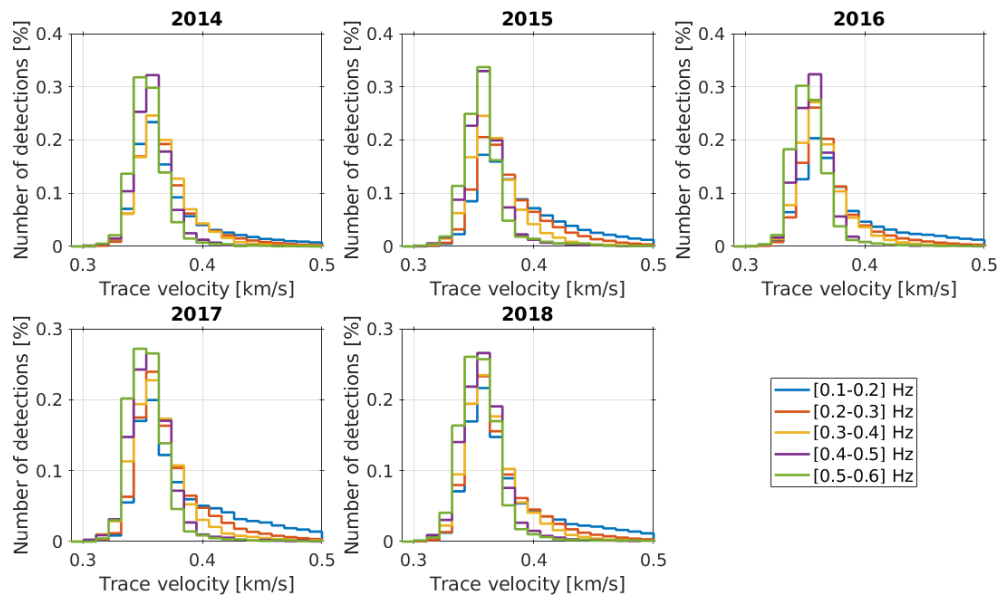 2014
0.4
0.3
0.2
0.1
0
Number of detections [%]
0.3 0.4 0.5
Trace velocity [km/s]
2015
0.4
0.3
0.2
0.1
0
Number of detections [%]
0.3 0.4 0.5
Trace velocity [km/s]
2016
0.4
0.3
0.2
0.1
0
Number of detections [%]
0.3 0.4 0.5
Trace velocity [km/s]
2017
0.3
0.2
0.1
0
Number of detections [%]
0.3 0.4 0.5
Trace velocity [km/s]
2018
0.3
0.2
0.1
0
Number of detections [%]
0.3 0.4 0.5
Trace velocity [km/s]
[0.1-0.2] Hz
[0.2-0.3] Hz
[0.3-0.4] Hz
[0.4-0.5] Hz
[0.5-0.6] Hz